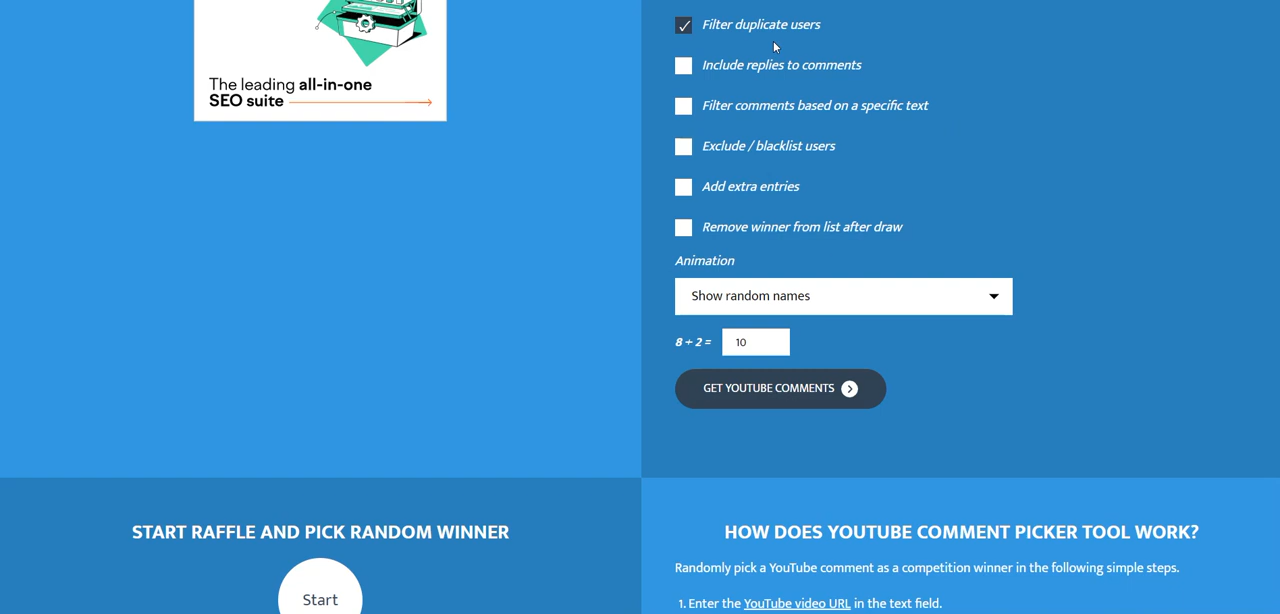 The leading all-in-one
SEO suite
Filter duplicate users
Include replies to comments
Filter comments based on a specific text
Exclude / blacklist users
Add extra entries
Remove winner from list after draw
Animation
Show random names
8 + 2 = 10
GET YOUTUBE COMMENTS
START RAFFLE AND PICK RANDOM WINNER
Start
HOW DOES YOUTUBE COMMENT PICKER TOOL WORK?
Randomly pick a YouTube comment as a competition winner in the following simple steps.
1. Enter the YouTube video URL in the text field.